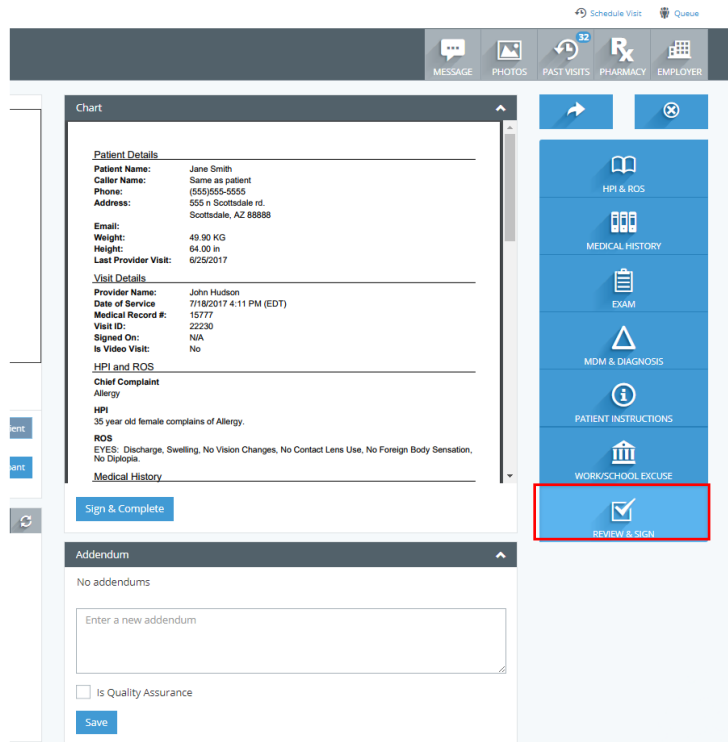 Schedule Visit Queue
32
MESSAGE PHOTOS PAST VISITS PHARMACY EMPLOYER
Chart
Patient Details
Patient Name: Jane Smith
Caller Name: Same as patient
Phone: (555)555-5555
Address: 555 n Scottsdale rd.
Scottsdale, AZ 88888
Email:
Weight: 49.90 KG
Height: 64.00 in
Last Provider Visit: 6/25/2017
Visit Details
Provider Name: John Hudson
Date of Service 7/18/2017 4:11 PM (EDT)
Medical Record #: 15777
Visit ID: 22230
Signed On: N/A
Is Video Visit: No
HPI and ROS
Chief Complaint
Allergy
HPI
35 year old female complains of Allergy.
ROS
EYES: Discharge, Swelling, No Vision Changes, No Contact Lens Use, No Foreign Body Sensation,
No Diplopia.
Medical History
Sign & Complete
Addendum
No addendums
Enter a new addendum
Is Quality Assurance
Save
HPI & ROS
MEDICAL HISTORY
EXAM
MDM & DIAGNOSIS
PATIENT INSTRUCTIONS
WORK/SCHOOL EXCUSE
REVIEW & SIGN